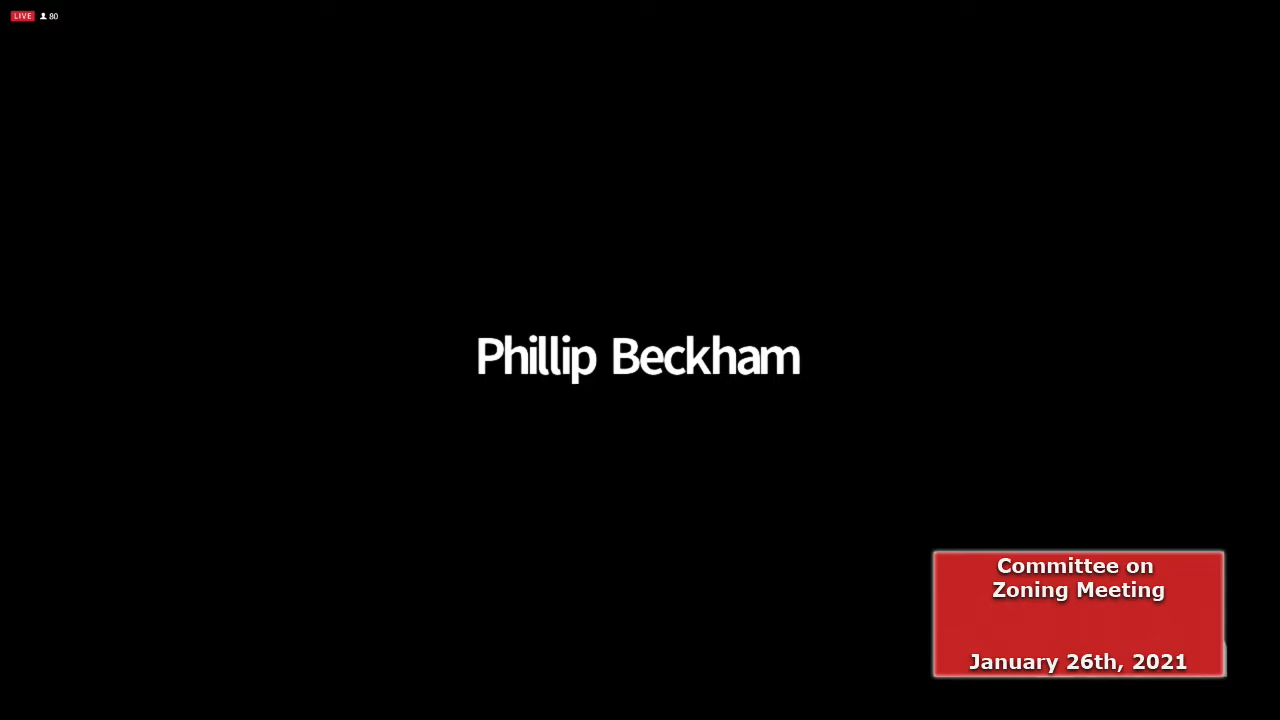 LIVE 80
Phillip Beckham
Committee on
Zoning Meeting
January 26th, 2021